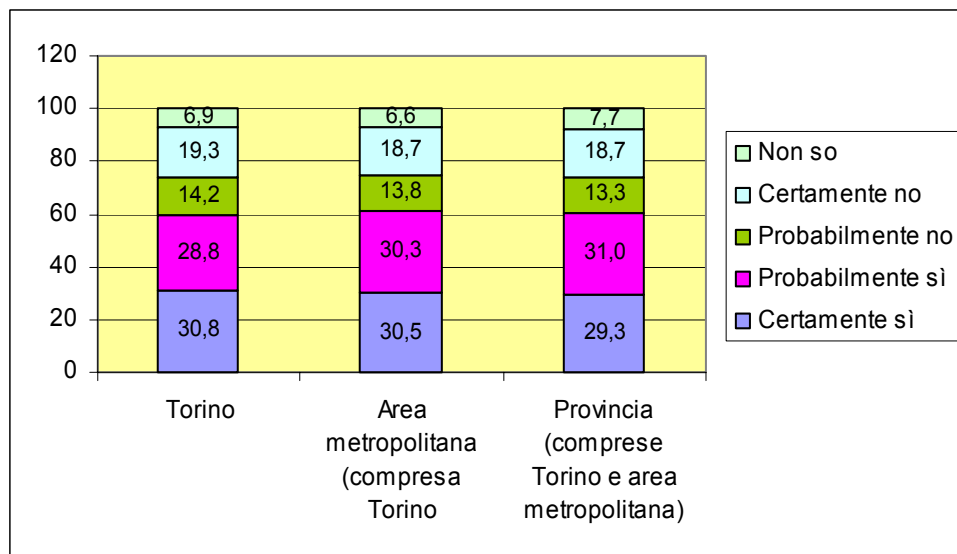 120
100
80
60
40
20
0
6,9
19,3
14,2
28,8
30,8
6,6
18,7
13,8
30,3
30,5
7,7
18,7
13,3
31,0
29,3
Torino
Area
metropolitana
(compresa
Torino
Provincia
(comprese
Torino e area
metropolitana)
Non so
Certamente no
Probabilmente no
Probabilmente sì
Certamente sì